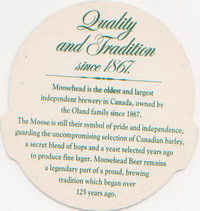 Quality
and Tradition
since 1867.
Moosehead is the oldest and largest
independent brewery in Canada, owned by
the Oland family since 1867.
The Moose is still their symbol of pride and independence,
guarding the uncompromising selection of Canadian barley,
a secret blend of hops and a yeast selected years ago
to produce fine lager. Moosehead Beer remains
a legendary part of a proud, brewing
tradition which began over
125 years ago.